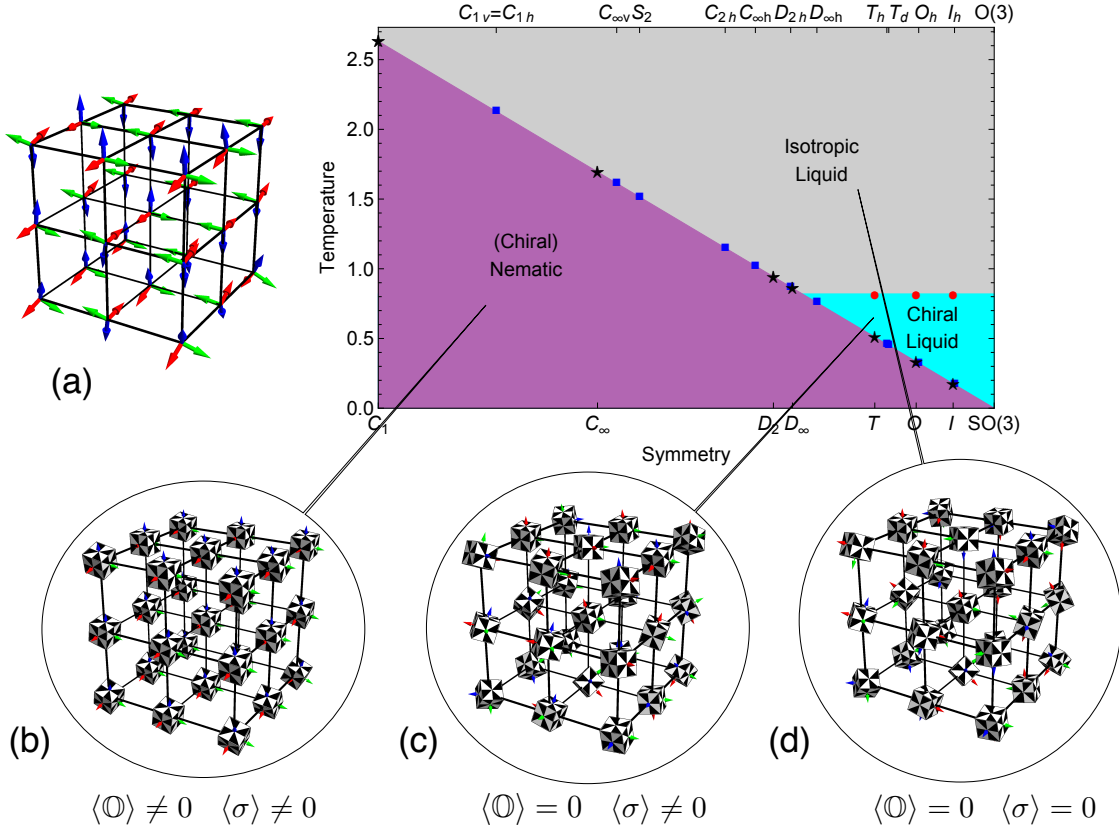 C1v=C1h C∞v S2 C2h C∞h D2h D∞h Th Td Oh Ih O(3)
2.5
2.0
1.5
1.0
0.5
0.0
Temperature
Isotropic
Liquid
(Chiral)
Nematic
Chiral
Liquid
C1 C∞ D2 D∞ T O I SO(3)
Symmetry
(a)
(b) (c) (d)
⟨𝕆⟩ ≠ 0 ⟨σ⟩ ≠ 0 ⟨𝕆⟩ = 0 ⟨σ⟩ ≠ 0 ⟨𝕆⟩ = 0 ⟨σ⟩ = 0